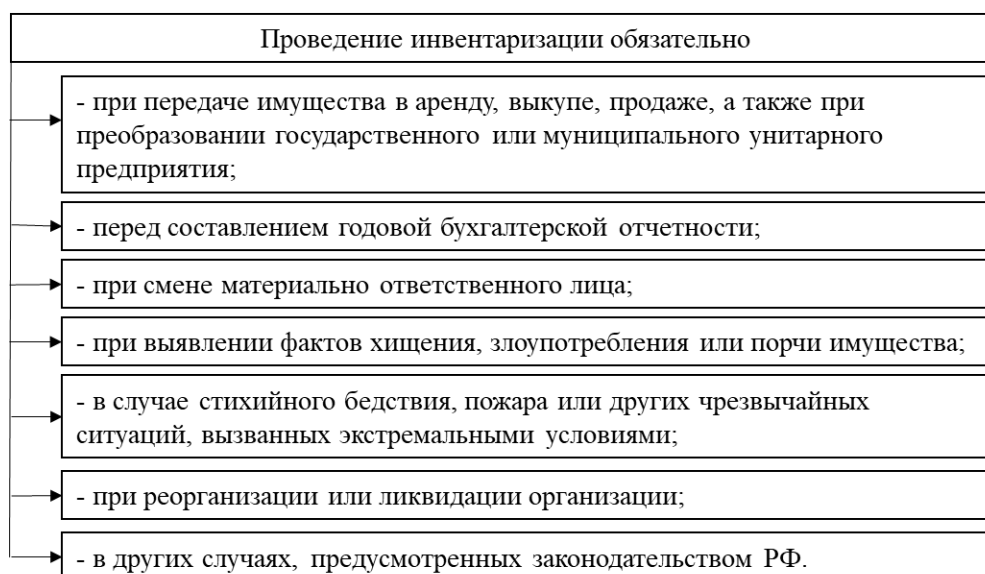 Проведение инвентаризации обязательно
- при передаче имущества в аренду, выкупе, продаже, а также при
преобразовании государственного или муниципального унитарного
предприятия;
- перед составлением годовой бухгалтерской отчетности;
- при смене материально ответственного лица;
- при выявлении фактов хищения, злоупотребления или порчи имущества;
- в случае стихийного бедствия, пожара или других чрезвычайных
ситуаций, вызванных экстремальными условиями;
- при реорганизации или ликвидации организации;
- в других случаях, предусмотренных законодательством РФ.